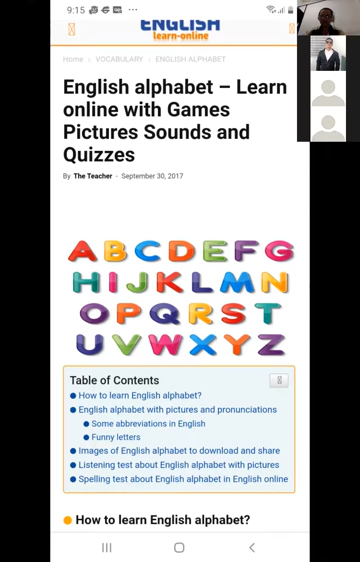 9:15
ENGLISH
learn-online
Home > VOCABULARY > ENGLISH ALPHABET
English alphabet – Learn
online with Games
Pictures Sounds and
Quizzes
By The Teacher - September 30, 2017
ABCDEFG
HIJKLMN
OPQRST
UVWXYZ
Table of Contents
How to learn English alphabet?
English alphabet with pictures and pronunciations
Some abbreviations in English
Funny letters
Images of English alphabet to download and share
Listening test about English alphabet with pictures
Spelling test about English alphabet in English online
How to learn English alphabet?